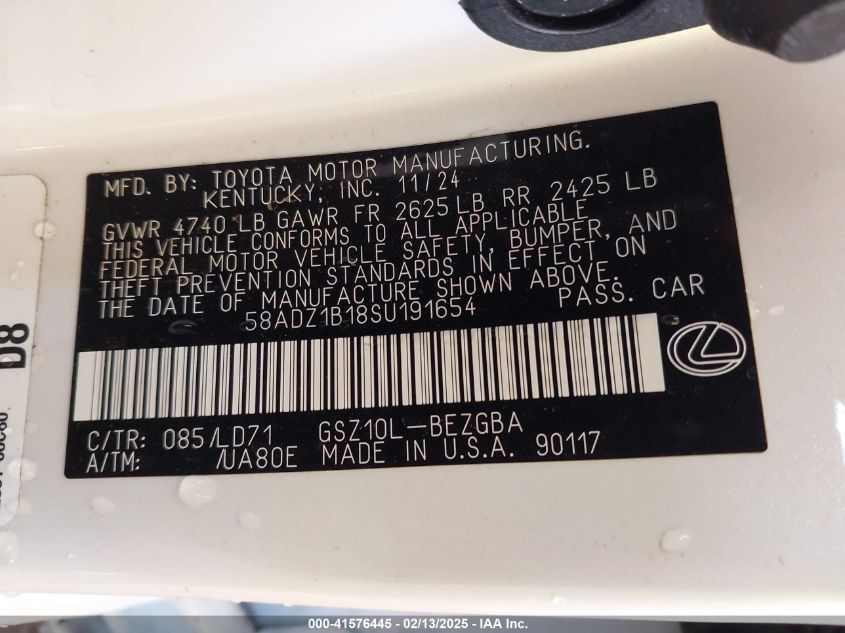 MFD. BY: TOYOTA MOTOR MANUFACTURING.
KENTUCKY, INC. 11/24
GVWR 4740 LB GAWR FR 2625 LB RR 2425 LB
THIS VEHICLE CONFORMS TO ALL APPLICABLE
FEDERAL MOTOR VEHICLE SAFETY, BUMPER, AND
THEFT PREVENTION STANDARDS IN EFFECT ON
THE DATE OF MANUFACTURE SHOWN ABOVE.
58ADZ1B18SU191654 PASS. CAR
C/TR: 085/LD71 GSZ10L-BEZGBA
A/TM: /UA80E MADE IN U.S.A. 90117
D8
000-41576445 - 02/13/2025 - IAA Inc.